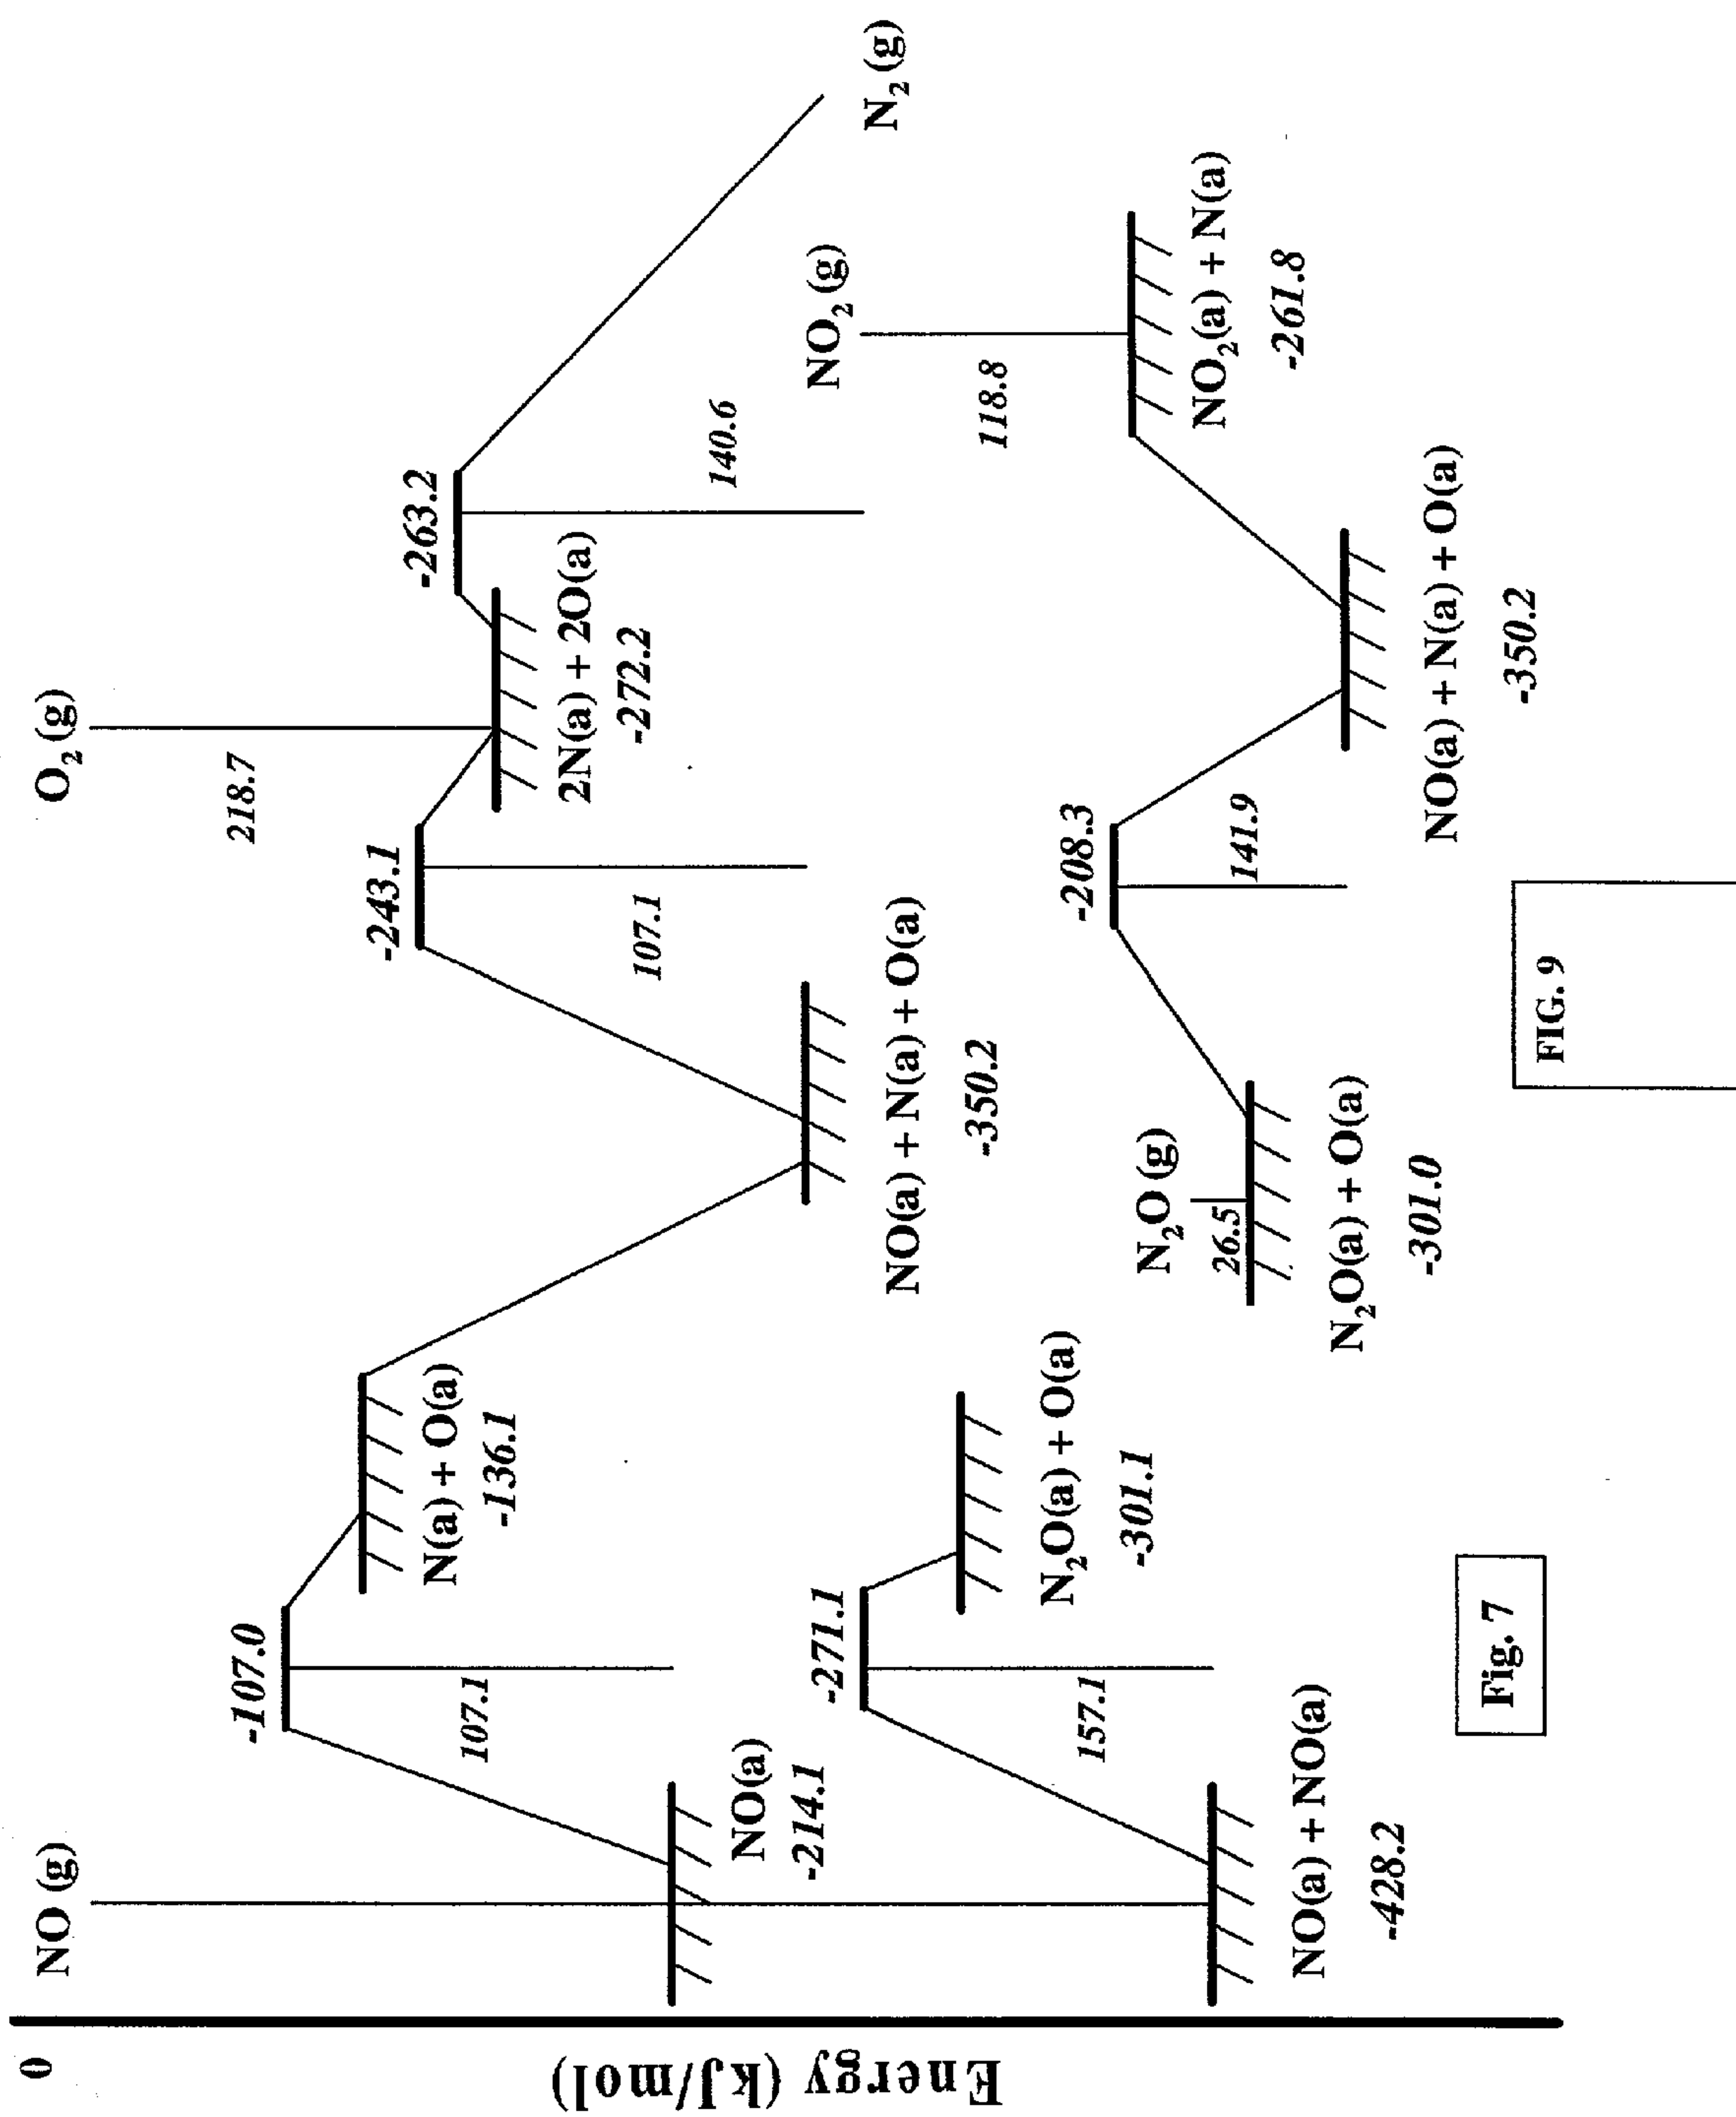 0
Energy (kJ/mol)
NO (g)
NO(a)
-214.1
-107.0
107.1
N(a) + O(a)
-136.1
NO(a) + N(a) + O(a)
-350.2
-243.1
107.1
O₂ (g)
218.7
2N(a) + 2O(a)
-272.2
-263.2
140.6
N₂ (g)
NO(a) + NO(a)
-428.2
-271.1
157.1
N₂O(a) + O(a)
-301.1
N₂O (g)
26.5
N₂O(a) + O(a)
-301.0
-208.3
141.9
NO(a) + N(a) + O(a)
-350.2
NO₂ (g)
118.8
NO₂(a) + N(a)
-261.8
Fig. 7
FIG. 9